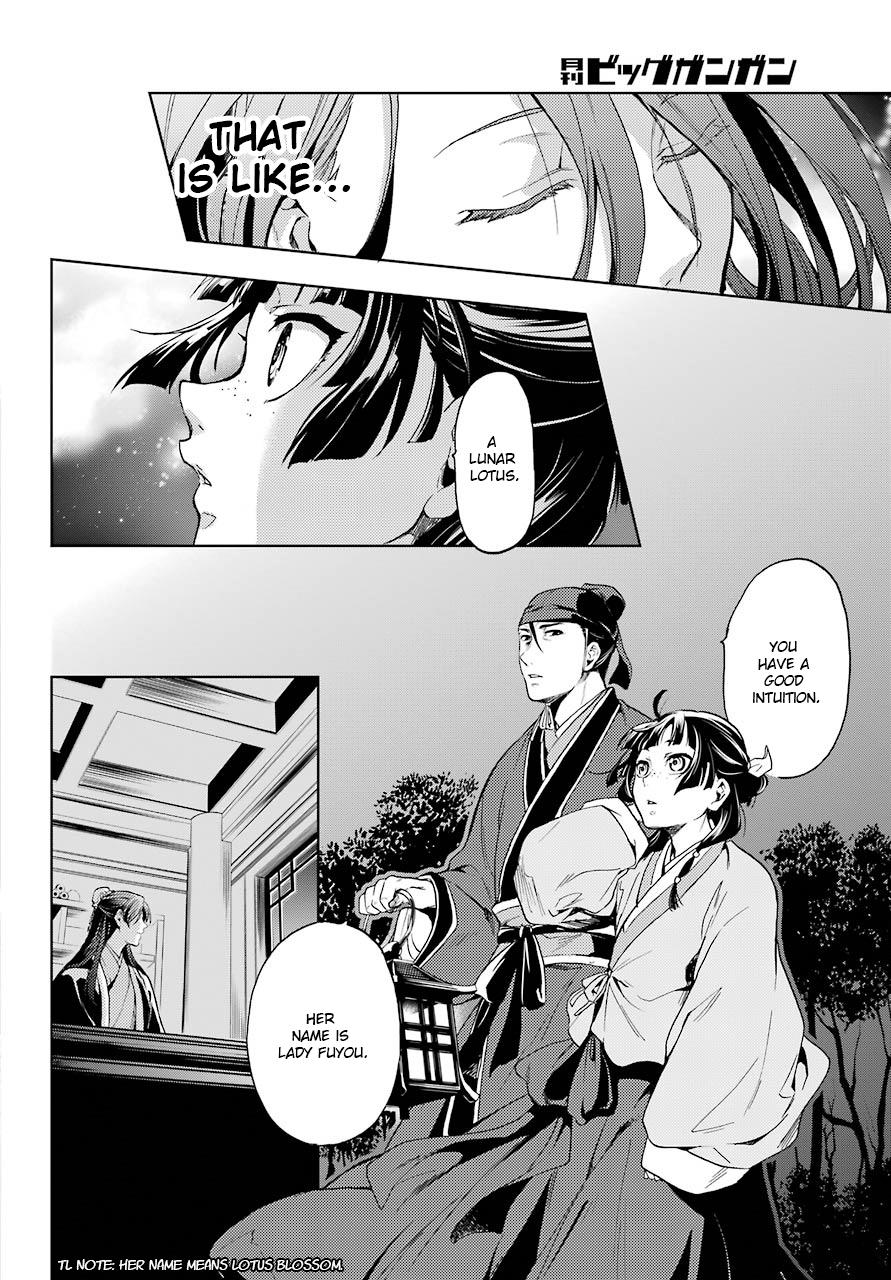 月刊ビッグガンガン
THAT
IS LIKE...
A
LUNAR
LOTUS.
YOU
HAVE A
GOOD
INTUITION.
HER
NAME IS
LADY FUYOU.
TL NOTE: HER NAME MEANS LOTUS BLOSSOM.